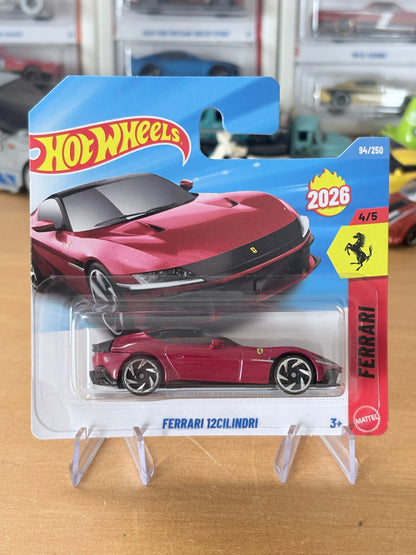 HOT WHEELS
94/250
2026
4/5
FERRARI
FERRARI 12CILINDRI
MATTEL
3+